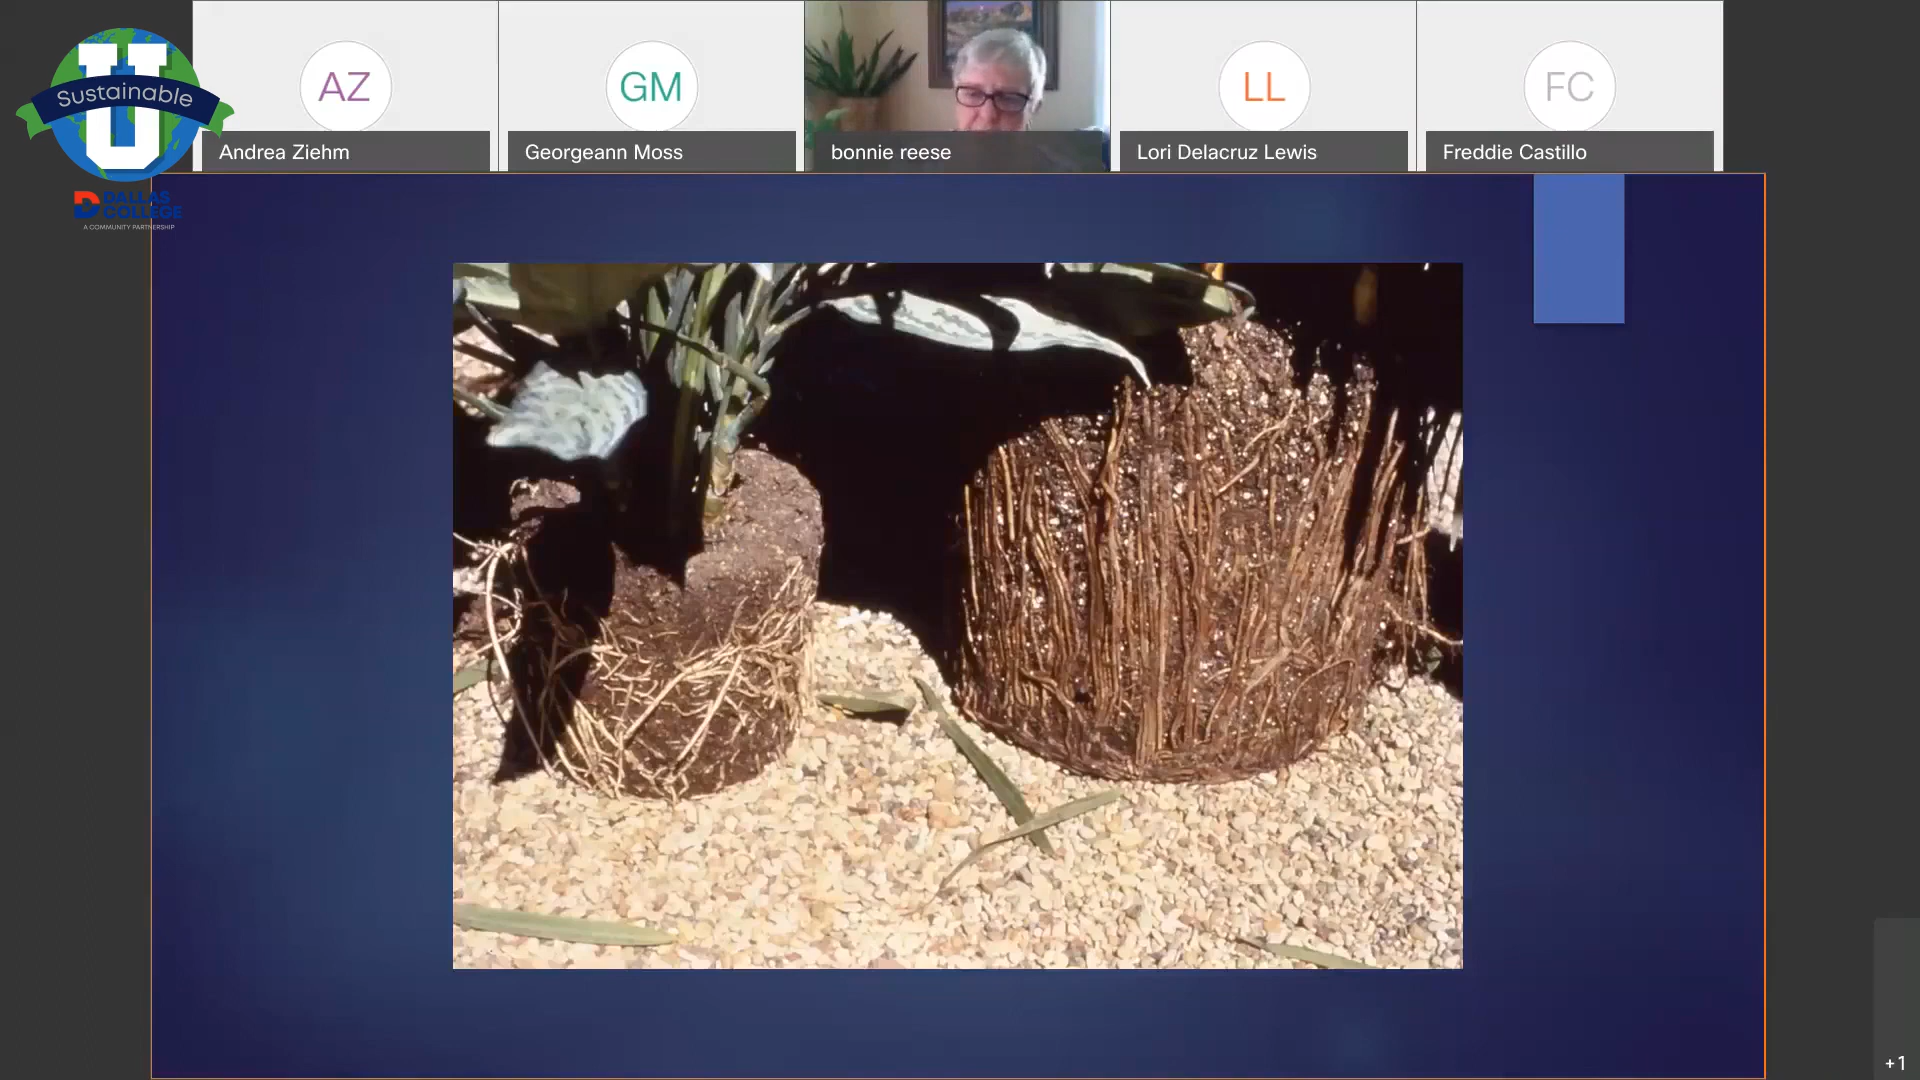 U
Sustainable
DALLAS
COLLEGE
A COMMUNITY PARTNERSHIP
AZ
Andrea Ziehm
GM
Georgeann Moss
bonnie reese
LL
Lori Delacruz Lewis
FC
Freddie Castillo
+1